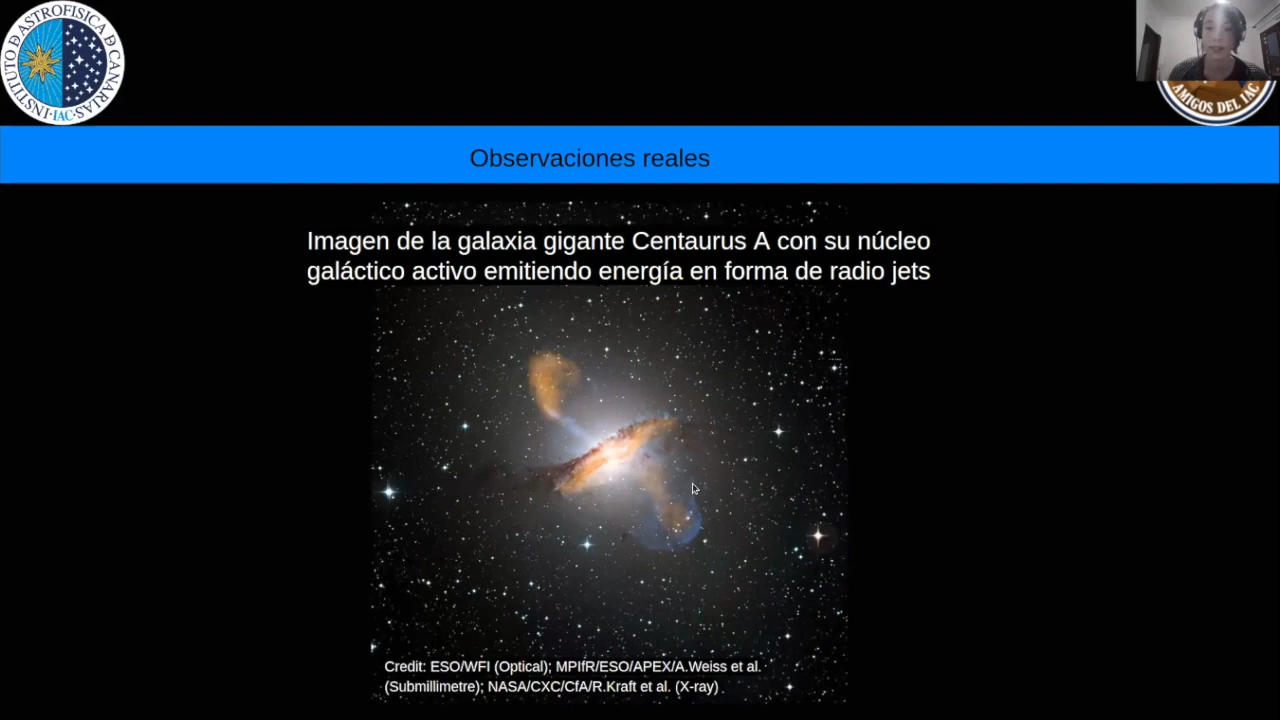 INSTITUTO D ASTROFISICA D CANARIAS
·IAC·
AMIGOS DEL IAC
Observaciones reales
Imagen de la galaxia gigante Centaurus A con su núcleo
galáctico activo emitiendo energía en forma de radio jets
Credit: ESO/WFI (Optical); MPIfR/ESO/APEX/A.Weiss et al.
(Submillimetre); NASA/CXC/CfA/R.Kraft et al. (X-ray)